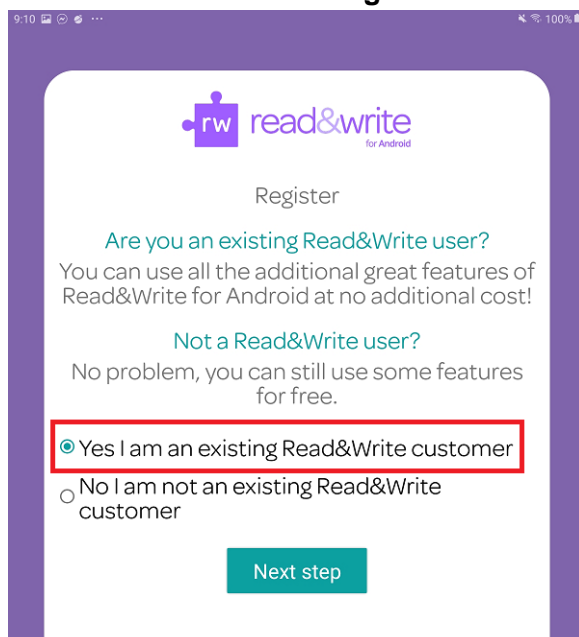 9:10 ...
100%
rw read&write
for Android
Register
Are you an existing Read&Write user?
You can use all the additional great features of
Read&Write for Android at no additional cost!
Not a Read&Write user?
No problem, you can still use some features
for free.
Yes I am an existing Read&Write customer
No I am not an existing Read&Write
customer
Next step